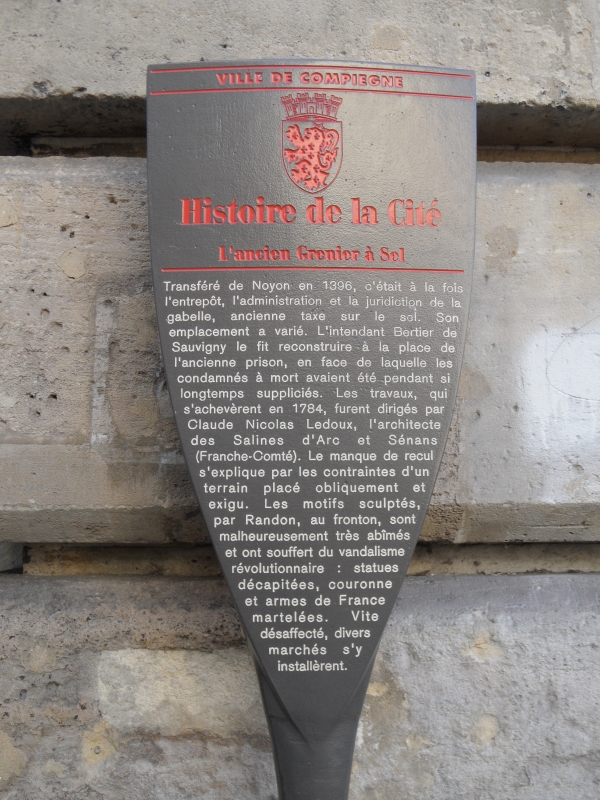 VILLE DE COMPIEGNE
Histoire de la Cité
L'ancien Grenier à Sel
Transféré de Noyon en 1396, c'était à la fois
l'entrepôt, l'administration et la juridiction de la
gabelle, ancienne taxe sur le sel. Son
emplacement a varié. L'intendant Bertier de
Sauvigny le fit reconstruire à la place de
l'ancienne prison, en face de laquelle les
condamnés à mort avaient été pendant si
longtemps suppliciés. Les travaux, qui
s'achevèrent en 1784, furent dirigés par
Claude Nicolas Ledoux, l'architecte
des Salines d'Arc et Sénans
(Franche-Comté). Le manque de recul
s'explique par les contraintes d'un
terrain placé obliquement et
exigu. Les motifs sculptés,
par Randon, au fronton, sont
malheureusement très abîmés
et ont souffert du vandalisme
révolutionnaire : statues
décapitées, couronne
et armes de France
martelées. Vite
désaffecté, divers
marchés s'y
installèrent.